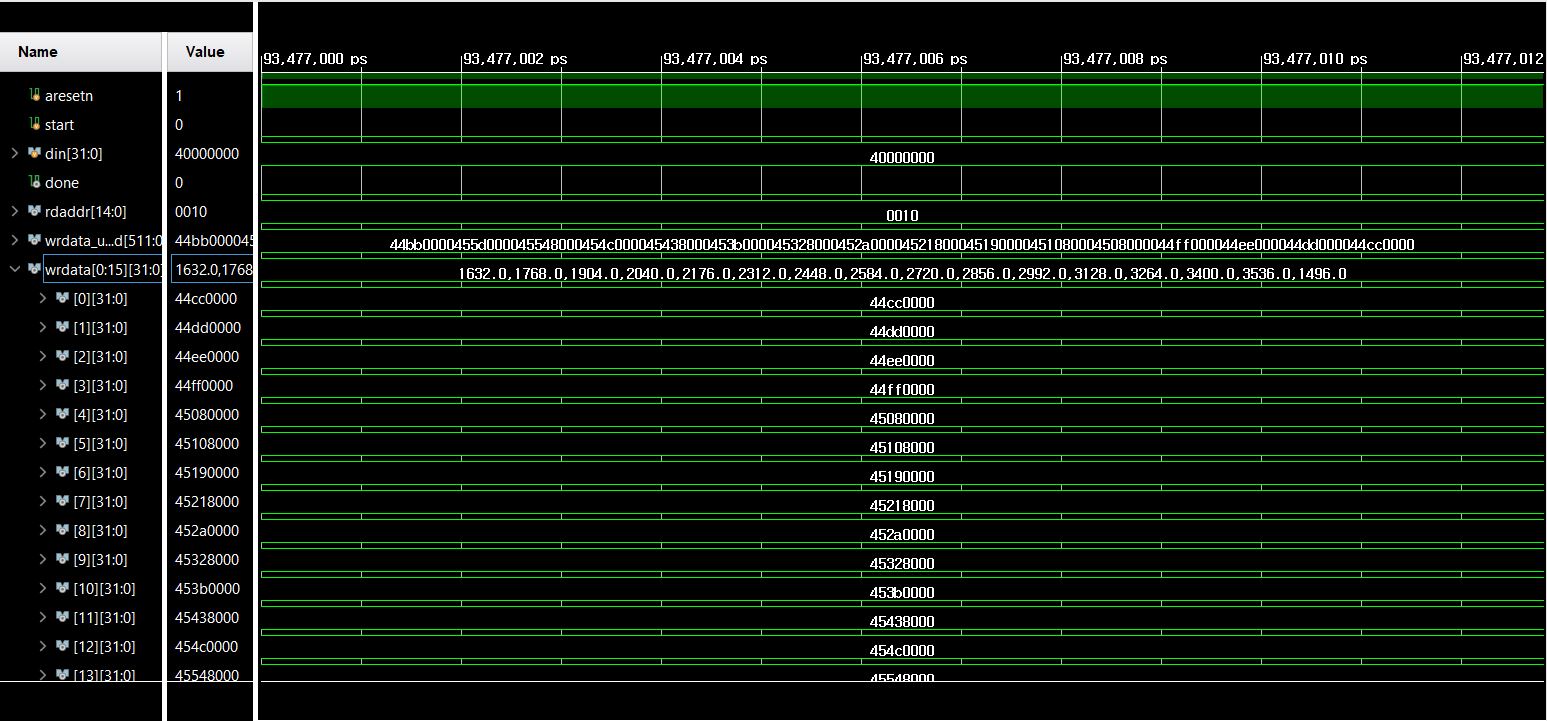 Name Value 93,477,000 ps 93,477,002 ps 93,477,004 ps 93,477,006 ps 93,477,008 ps 93,477,010 ps 93,477,012
aresetn 1
start 0
din[31:0] 40000000 40000000
done 0
rdaddr[14:0] 0010 0010
wrdata_u...d[511:0 44bb000045 44bb0000455d000045548000454c000045438000453b000045328000452a00004521800045190000451080004508000044ff000044ee000044dd000044cc0000
wrdata[0:15][31:0] 1632.0,1768 1632.0,1768.0,1904.0,2040.0,2176.0,2312.0,2448.0,2584.0,2720.0,2856.0,2992.0,3128.0,3264.0,3400.0,3536.0,1496.0
[0][31:0] 44cc0000 44cc0000
[1][31:0] 44dd0000 44dd0000
[2][31:0] 44ee0000 44ee0000
[3][31:0] 44ff0000 44ff0000
[4][31:0] 45080000 45080000
[5][31:0] 45108000 45108000
[6][31:0] 45190000 45190000
[7][31:0] 45218000 45218000
[8][31:0] 452a0000 452a0000
[9][31:0] 45328000 45328000
[10][31:0] 453b0000 453b0000
[11][31:0] 45438000 45438000
[12][31:0] 454c0000 454c0000
[13][31:0] 45548000 45548000